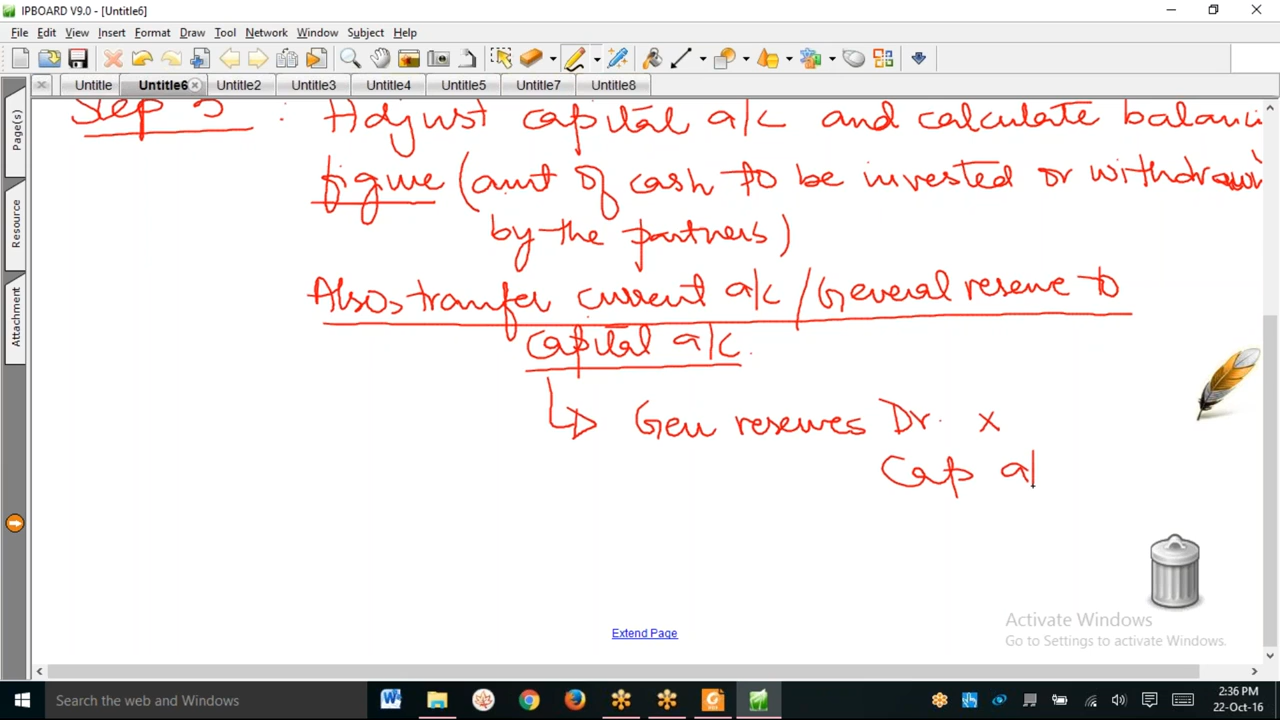 IPBOARD V9.0 - [Untitle6]
File Edit View Insert Format Draw Tool Network Window Subject Help
Untitle Untitle6 Untitle2 Untitle3 Untitle4 Untitle5 Untitle7 Untitle8
Page(s)
Resource
Attachment
Step 3 : Adjust capital a/c and calculate balanci
figure (amt of cash to be invested or withdrawn
by the partners)
Also, tranfer current a/c / General reserve to
capital a/c.
Gen reserves Dr. x
Cap a/
Extend Page
Activate Windows
Go to Settings to activate Windows.
Search the web and Windows
2:36 PM
22-Oct-16